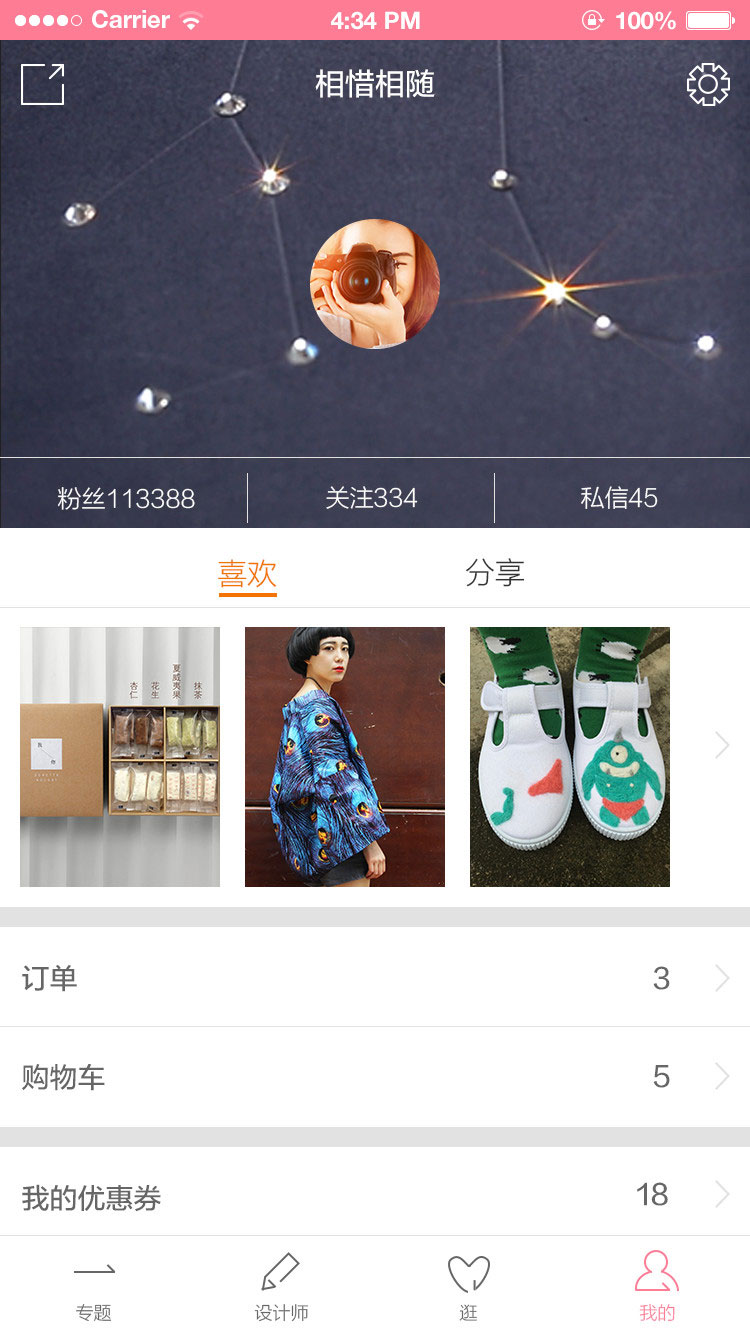 Carrier 4:34 PM 100%
相惜相随
粉丝113388 关注334 私信45
喜欢 分享
杏仁 花生 夏威夷果 抹茶
订单 3
购物车 5
我的优惠券 18
专题 设计师 逛 我的